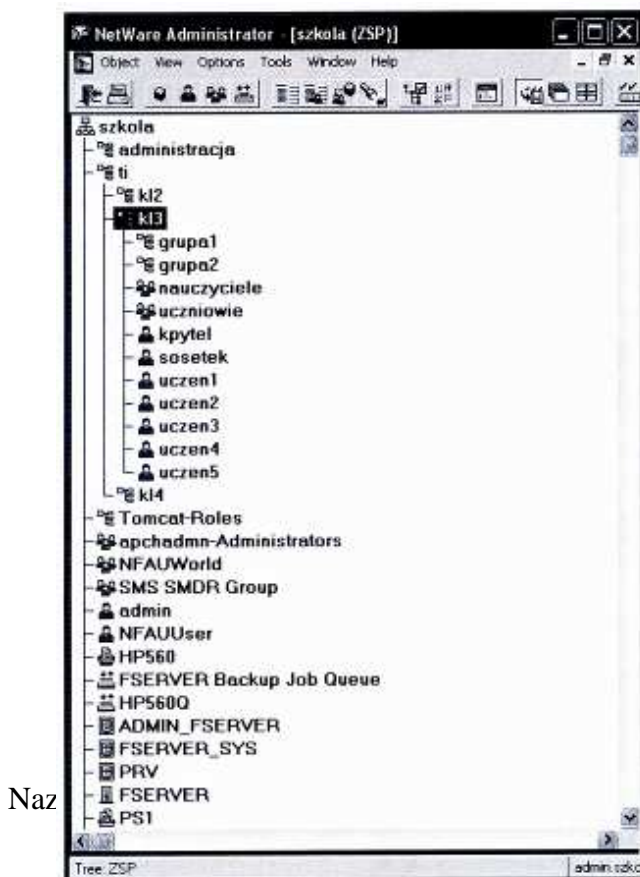 NetWare Administrator - [szkola (ZSP)]
Object View Options Tools Window Help
szkola
administracja
ti
kl2
kl3
grupa1
grupa2
nauczyciele
uczniowie
kpytel
sosetek
uczen1
uczen2
uczen3
uczen4
uczen5
kl4
Tomcat-Roles
apchadmn-Administrators
NFAUWorld
SMS SMDR Group
admin
NFAUUser
HP560
FSERVER Backup Job Queue
HP560Q
ADMIN_FSERVER
FSERVER_SYS
PRV
Naz
FSERVER
PS1
Tree: ZSP
admin.szko